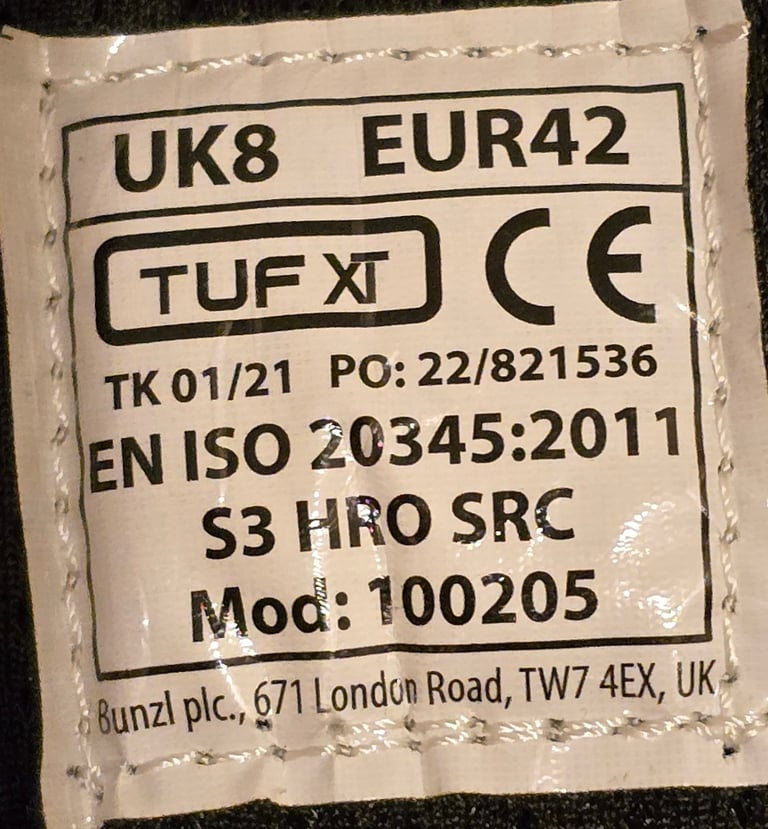 UK8 EUR42
TUF XT CE
TK 01/21 PO: 22/821536
EN ISO 20345:2011
S3 HRO SRC
Mod: 100205
Bunzl plc., 671 London Road, TW7 4EX, UK